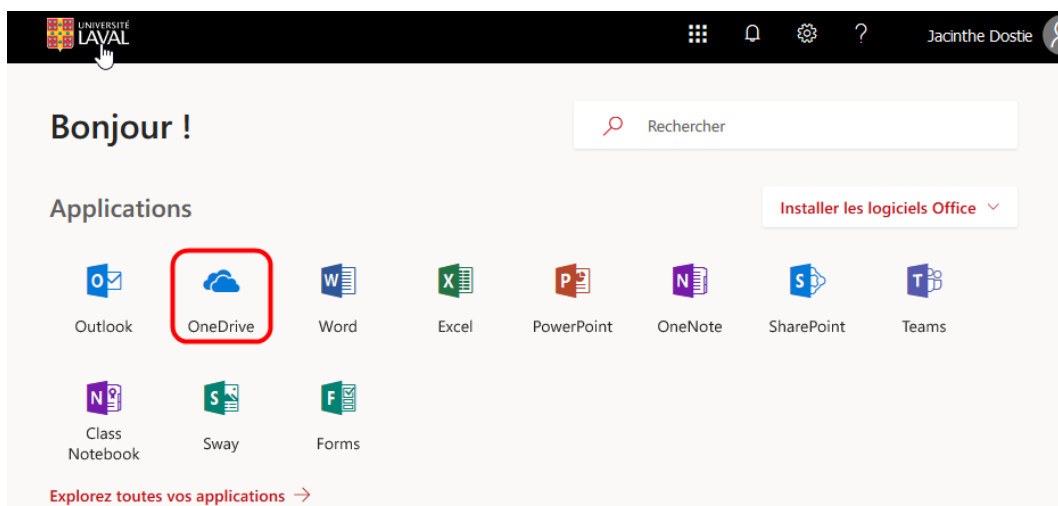 UNIVERSITÉ
LAVAL
Jacinthe Dostie
Bonjour !
Rechercher
Applications
Installer les logiciels Office
Outlook
OneDrive
Word
Excel
PowerPoint
OneNote
SharePoint
Teams
Class
Notebook
Sway
Forms
Explorez toutes vos applications →